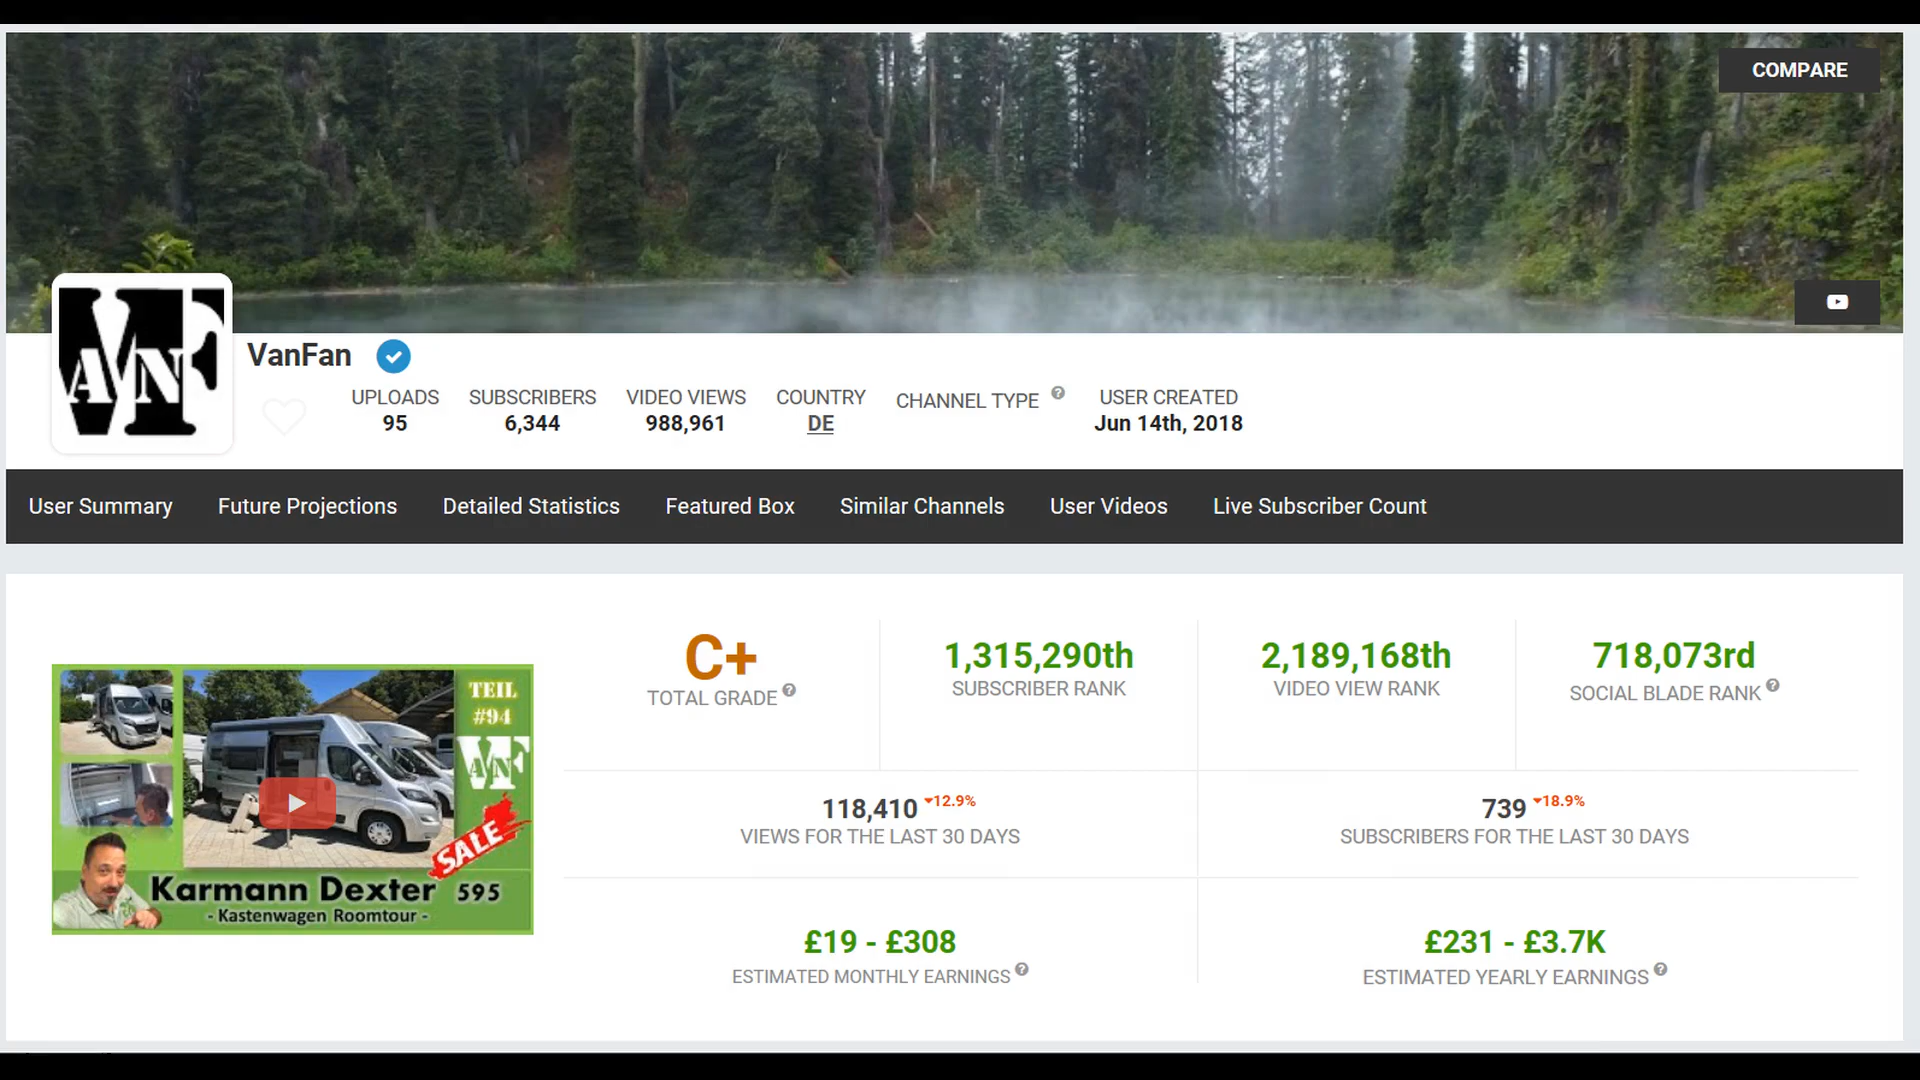 COMPARE
VAN F
VanFan
UPLOADS SUBSCRIBERS VIDEO VIEWS COUNTRY CHANNEL TYPE ? USER CREATED
95 6,344 988,961 DE Jun 14th, 2018
User Summary Future Projections Detailed Statistics Featured Box Similar Channels User Videos Live Subscriber Count
TEIL
#94
VAN F
SALE
Karmann Dexter 595
- Kastenwagen Roomtour -
C+ 1,315,290th 2,189,168th 718,073rd
TOTAL GRADE ? SUBSCRIBER RANK VIDEO VIEW RANK SOCIAL BLADE RANK ?
118,410 12.9% 739 18.9%
VIEWS FOR THE LAST 30 DAYS SUBSCRIBERS FOR THE LAST 30 DAYS
£19 - £308 £231 - £3.7K
ESTIMATED MONTHLY EARNINGS ? ESTIMATED YEARLY EARNINGS ?